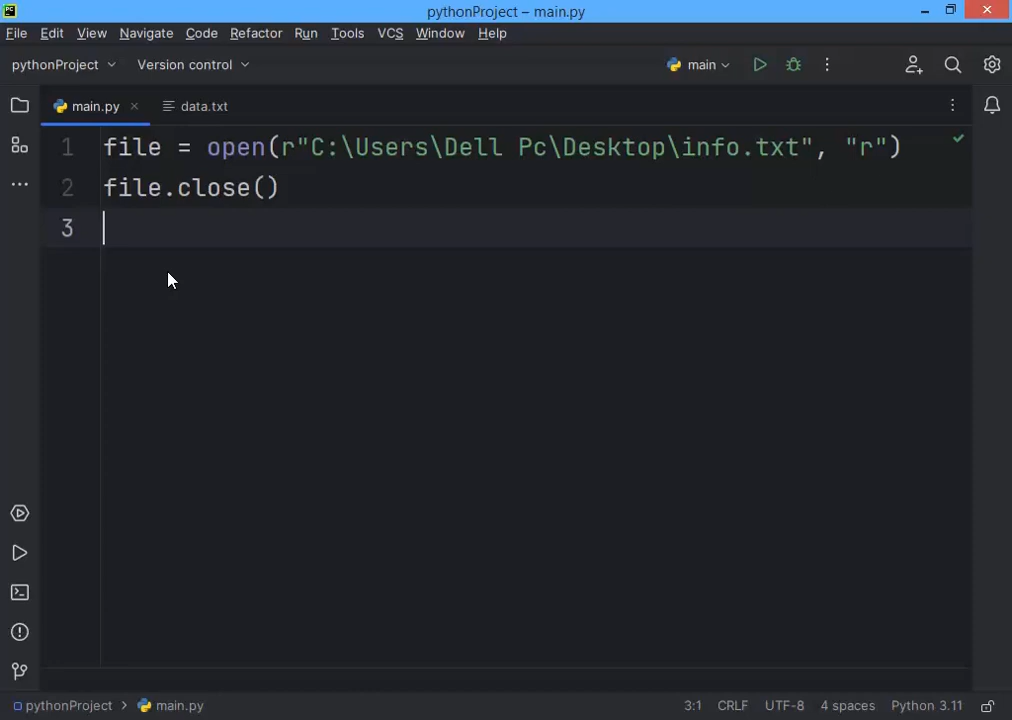 PC pythonProject – main.py
File Edit View Navigate Code Refactor Run Tools VCS Window Help
pythonProject Version control main
main.py data.txt
1 file = open(r"C:\Users\Dell Pc\Desktop\info.txt", "r")
2 file.close()
3
pythonProject main.py 3:1 CRLF UTF-8 4 spaces Python 3.11